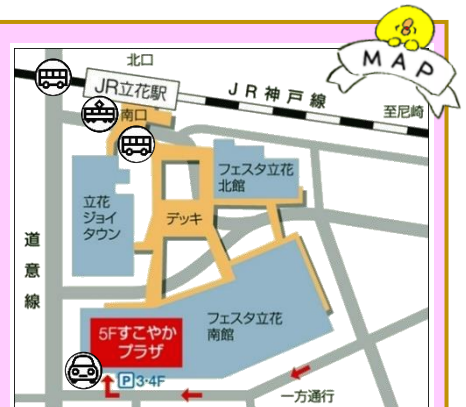 MAP
北口
JR立花駅
JR神戸線
南口
至尼崎
フェスタ立花
北館
立花
ジョイ
タウン
デッキ
道意線
フェスタ立花
南館
5Fすこやか
プラザ
P3・4F
一方通行